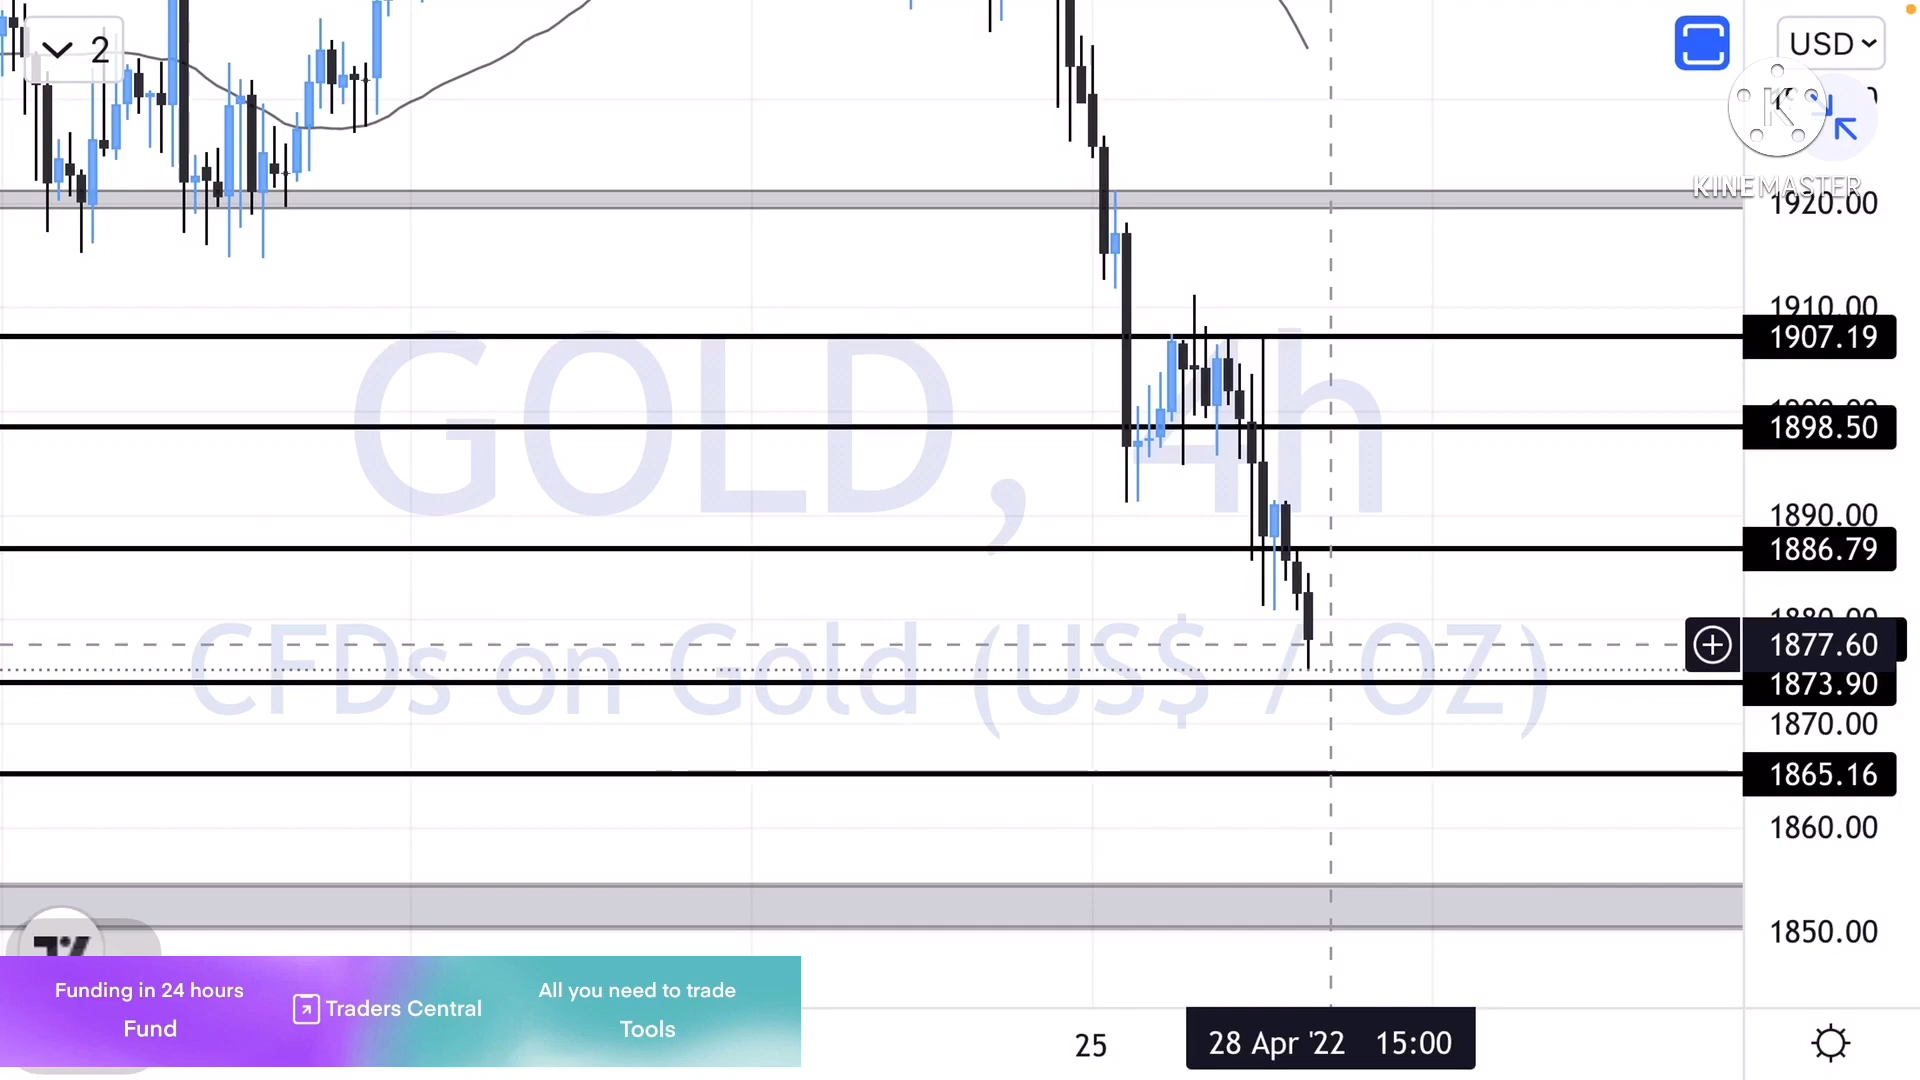 2
USD
KINEMASTER
1920.00
1910.00
1907.19
1898.50
GOLD, 4h
1890.00
1886.79
1880.00
1877.60
CFDs on Gold (US$ / OZ)
1873.90
1870.00
1865.16
1860.00
1850.00
Funding in 24 hours
Fund
Traders Central
All you need to trade
Tools
25
28 Apr '22 15:00